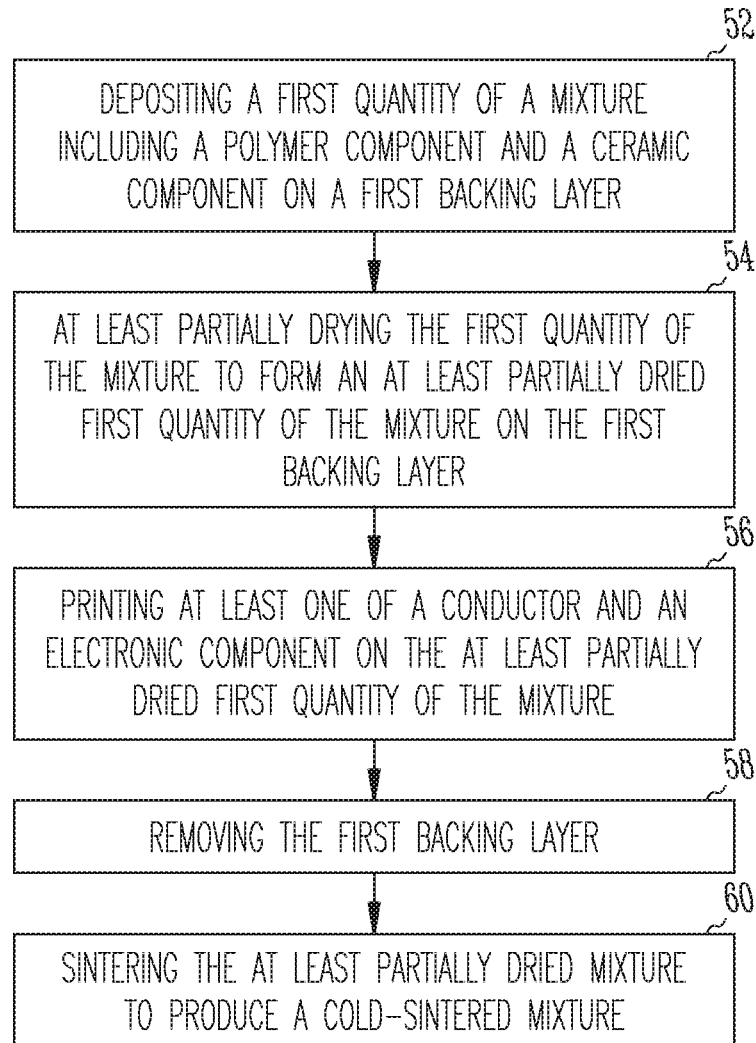 52
DEPOSITING A FIRST QUANTITY OF A MIXTURE
INCLUDING A POLYMER COMPONENT AND A CERAMIC
COMPONENT ON A FIRST BACKING LAYER
54
AT LEAST PARTIALLY DRYING THE FIRST QUANTITY OF
THE MIXTURE TO FORM AN AT LEAST PARTIALLY DRIED
FIRST QUANTITY OF THE MIXTURE ON THE FIRST
BACKING LAYER
56
PRINTING AT LEAST ONE OF A CONDUCTOR AND AN
ELECTRONIC COMPONENT ON THE AT LEAST PARTIALLY
DRIED FIRST QUANTITY OF THE MIXTURE
58
REMOVING THE FIRST BACKING LAYER
60
SINTERING THE AT LEAST PARTIALLY DRIED MIXTURE
TO PRODUCE A COLD-SINTERED MIXTURE